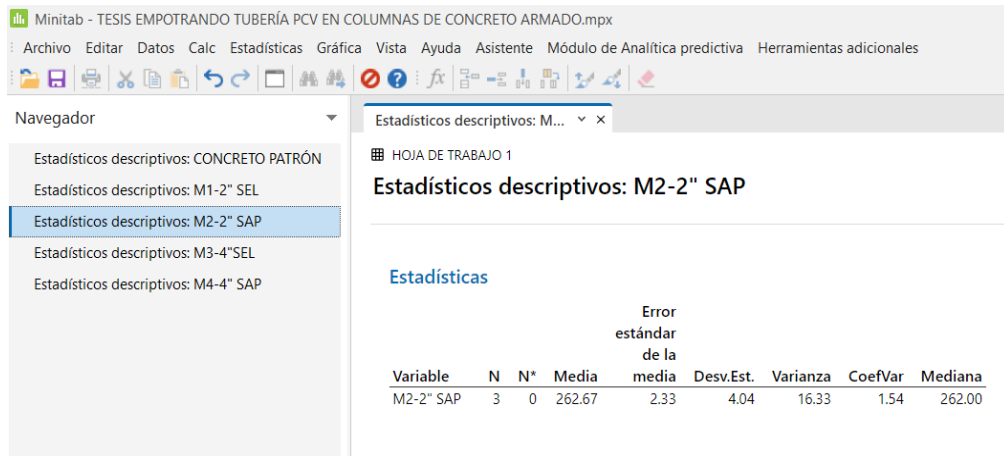 Minitab - TESIS EMPOTRANDO TUBERÍA PCV EN COLUMNAS DE CONCRETO ARMADO.mpx
Archivo Editar Datos Calc Estadísticas Gráfica Vista Ayuda Asistente Módulo de Analítica predictiva Herramientas adicionales
Navegador
Estadísticos descriptivos: CONCRETO PATRÓN
Estadísticos descriptivos: M1-2" SEL
Estadísticos descriptivos: M2-2" SAP
Estadísticos descriptivos: M3-4"SEL
Estadísticos descriptivos: M4-4" SAP
Estadísticos descriptivos: M...
HOJA DE TRABAJO 1
Estadísticos descriptivos: M2-2" SAP
Estadísticas
Error
estándar
de la
Variable N N* Media media Desv.Est. Varianza CoefVar Mediana
M2-2" SAP 3 0 262.67 2.33 4.04 16.33 1.54 262.00